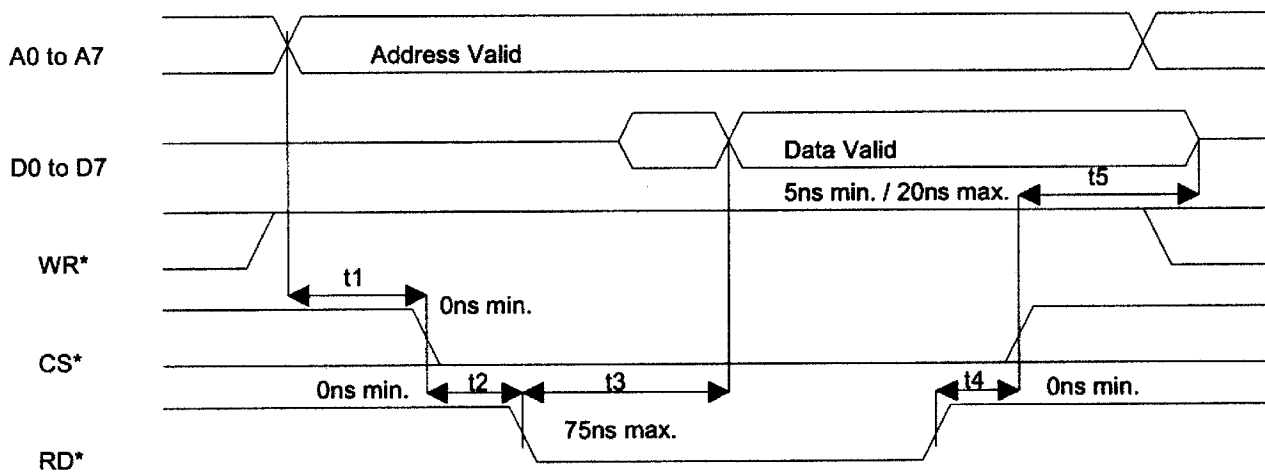 A0 to A7
Address Valid
D0 to D7
Data Valid
5ns min. / 20ns max.
t5
WR*
t1
0ns min.
CS*
0ns min.
t2
t3
t4
0ns min.
75ns max.
RD*